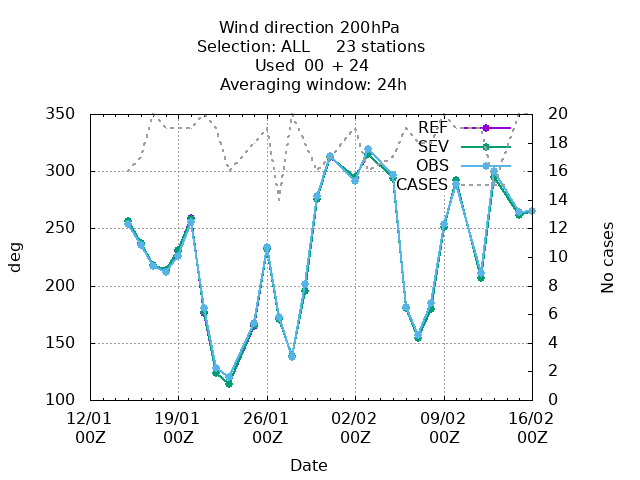 Wind direction 200hPa
Selection: ALL     23 stations
Used  00  + 24
Averaging window: 24h
350
300
250
200
150
100
deg
20
18
16
14
12
10
8
6
4
2
0
No cases
REF
SEV
OBS
CASES
12/01 19/01 26/01 02/02 09/02 16/02
00Z 00Z 00Z 00Z 00Z 00Z
Date